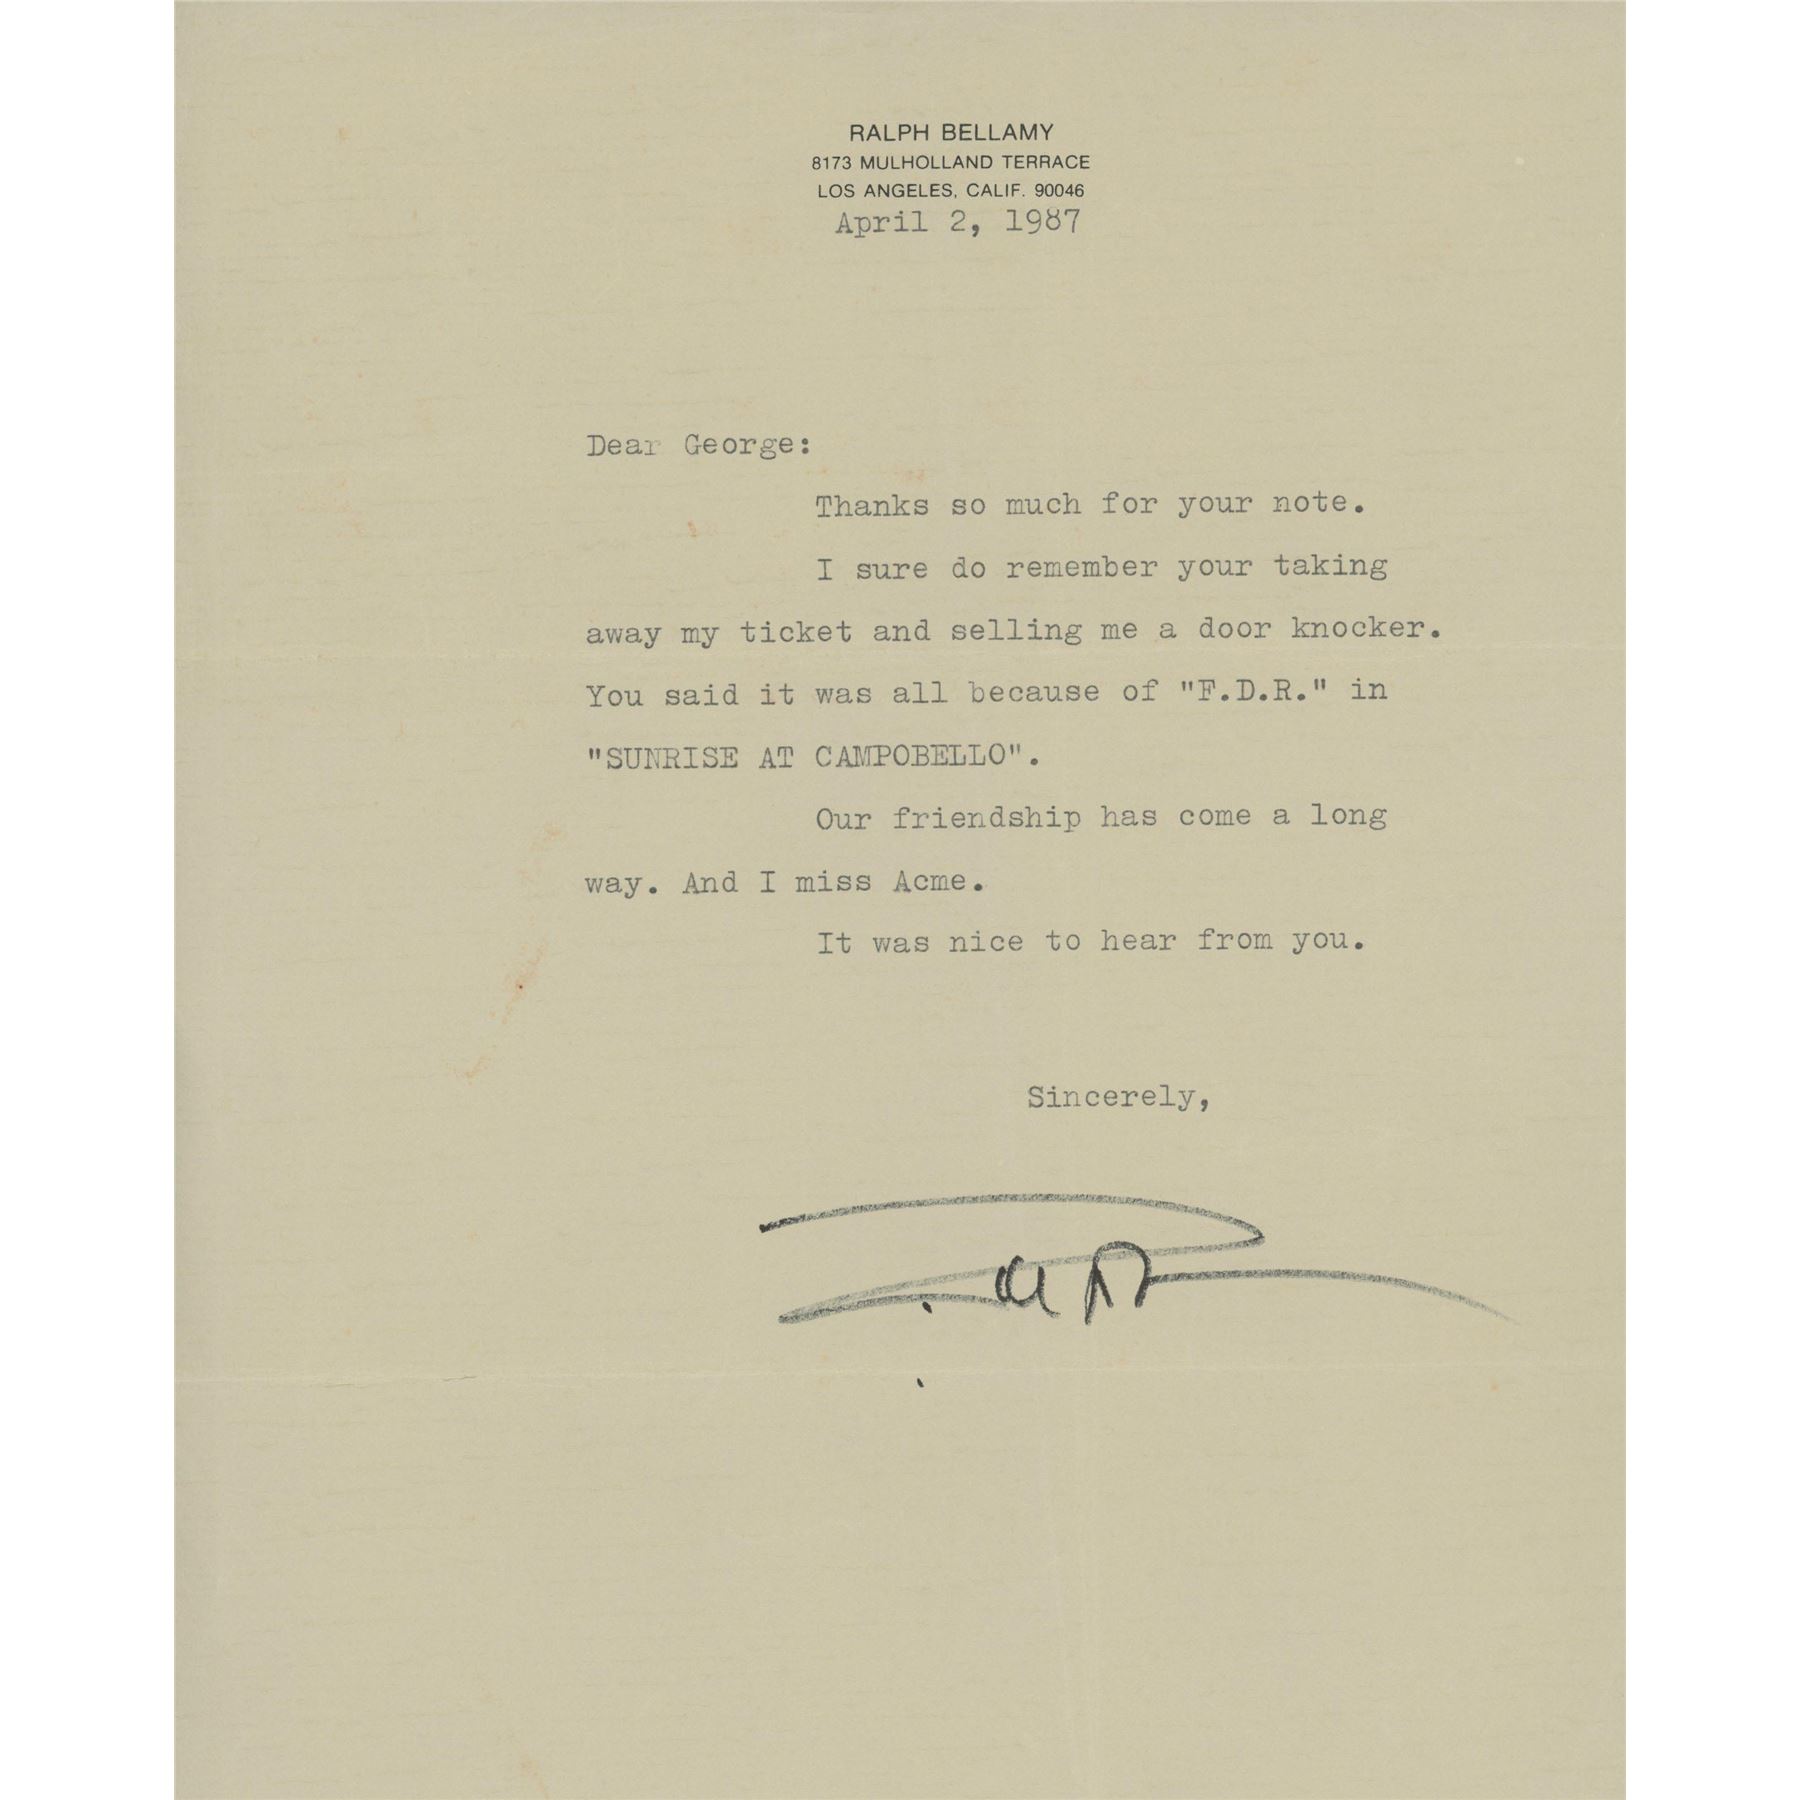 RALPH BELLAMY
8173 MULHOLLAND TERRACE
LOS ANGELES, CALIF. 90046
April 2, 1987
Dear George:
Thanks so much for your note.
I sure do remember your taking
away my ticket and selling me a door knocker.
You said it was all because of "F.D.R." in
"SUNRISE AT CAMPOBELLO".
Our friendship has come a long
way. And I miss Acme.
It was nice to hear from you.
Sincerely,